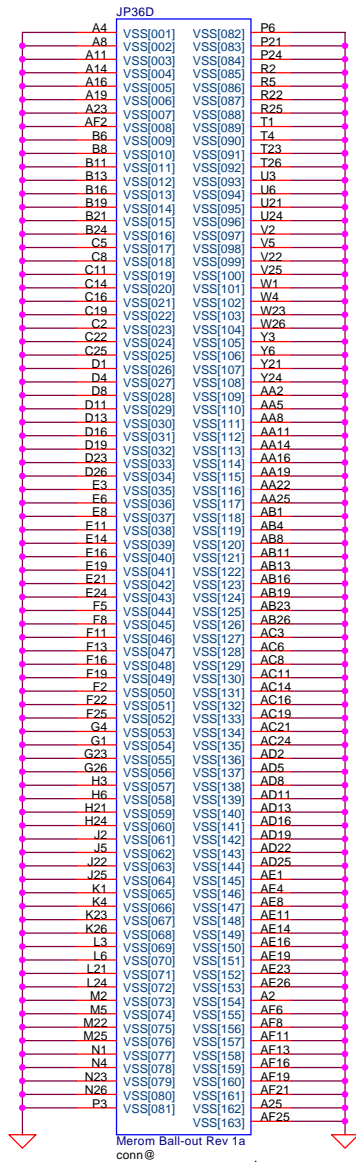 JP36D
A4 VSS[001] VSS[082] P6
A8 VSS[002] VSS[083] P21
A11 VSS[003] VSS[084] P24
A14 VSS[004] VSS[085] R2
A16 VSS[005] VSS[086] R5
A19 VSS[006] VSS[087] R22
A23 VSS[007] VSS[088] R25
AF2 VSS[008] VSS[089] T1
B6 VSS[009] VSS[090] T4
B8 VSS[010] VSS[091] T23
B11 VSS[011] VSS[092] T26
B13 VSS[012] VSS[093] U3
B16 VSS[013] VSS[094] U6
B19 VSS[014] VSS[095] U21
B21 VSS[015] VSS[096] U24
B24 VSS[016] VSS[097] V2
C5 VSS[017] VSS[098] V5
C8 VSS[018] VSS[099] V22
C11 VSS[019] VSS[100] V25
C14 VSS[020] VSS[101] W1
C16 VSS[021] VSS[102] W4
C19 VSS[022] VSS[103] W23
C2 VSS[023] VSS[104] W26
C22 VSS[024] VSS[105] Y3
C25 VSS[025] VSS[106] Y6
D1 VSS[026] VSS[107] Y21
D4 VSS[027] VSS[108] Y24
D8 VSS[028] VSS[109] AA2
D11 VSS[029] VSS[110] AA5
D13 VSS[030] VSS[111] AA8
D16 VSS[031] VSS[112] AA11
D19 VSS[032] VSS[113] AA14
D23 VSS[033] VSS[114] AA16
D26 VSS[034] VSS[115] AA19
E3 VSS[035] VSS[116] AA22
E6 VSS[036] VSS[117] AA25
E8 VSS[037] VSS[118] AB1
E11 VSS[038] VSS[119] AB4
E14 VSS[039] VSS[120] AB8
E16 VSS[040] VSS[121] AB11
E19 VSS[041] VSS[122] AB13
E21 VSS[042] VSS[123] AB16
E24 VSS[043] VSS[124] AB19
F5 VSS[044] VSS[125] AB23
F8 VSS[045] VSS[126] AB26
F11 VSS[046] VSS[127] AC3
F13 VSS[047] VSS[128] AC6
F16 VSS[048] VSS[129] AC8
F19 VSS[049] VSS[130] AC11
F2 VSS[050] VSS[131] AC14
F22 VSS[051] VSS[132] AC16
F25 VSS[052] VSS[133] AC19
G4 VSS[053] VSS[134] AC21
G1 VSS[054] VSS[135] AC24
G23 VSS[055] VSS[136] AD2
G26 VSS[056] VSS[137] AD5
H3 VSS[057] VSS[138] AD8
H6 VSS[058] VSS[139] AD11
H21 VSS[059] VSS[140] AD13
H24 VSS[060] VSS[141] AD16
J2 VSS[061] VSS[142] AD19
J5 VSS[062] VSS[143] AD22
J22 VSS[063] VSS[144] AD25
J25 VSS[064] VSS[145] AE1
K1 VSS[065] VSS[146] AE4
K4 VSS[066] VSS[147] AE8
K23 VSS[067] VSS[148] AE11
K26 VSS[068] VSS[149] AE14
L3 VSS[069] VSS[150] AE16
L6 VSS[070] VSS[151] AE19
L21 VSS[071] VSS[152] AE23
L24 VSS[072] VSS[153] AE26
M2 VSS[073] VSS[154] A2
M5 VSS[074] VSS[155] AF6
M22 VSS[075] VSS[156] AF8
M25 VSS[076] VSS[157] AF11
N1 VSS[077] VSS[158] AF13
N4 VSS[078] VSS[159] AF16
N23 VSS[079] VSS[160] AF19
N26 VSS[080] VSS[161] AF21
P3 VSS[081] VSS[162] A25
VSS[163] AF25
Merom Ball-out Rev 1a
conn@